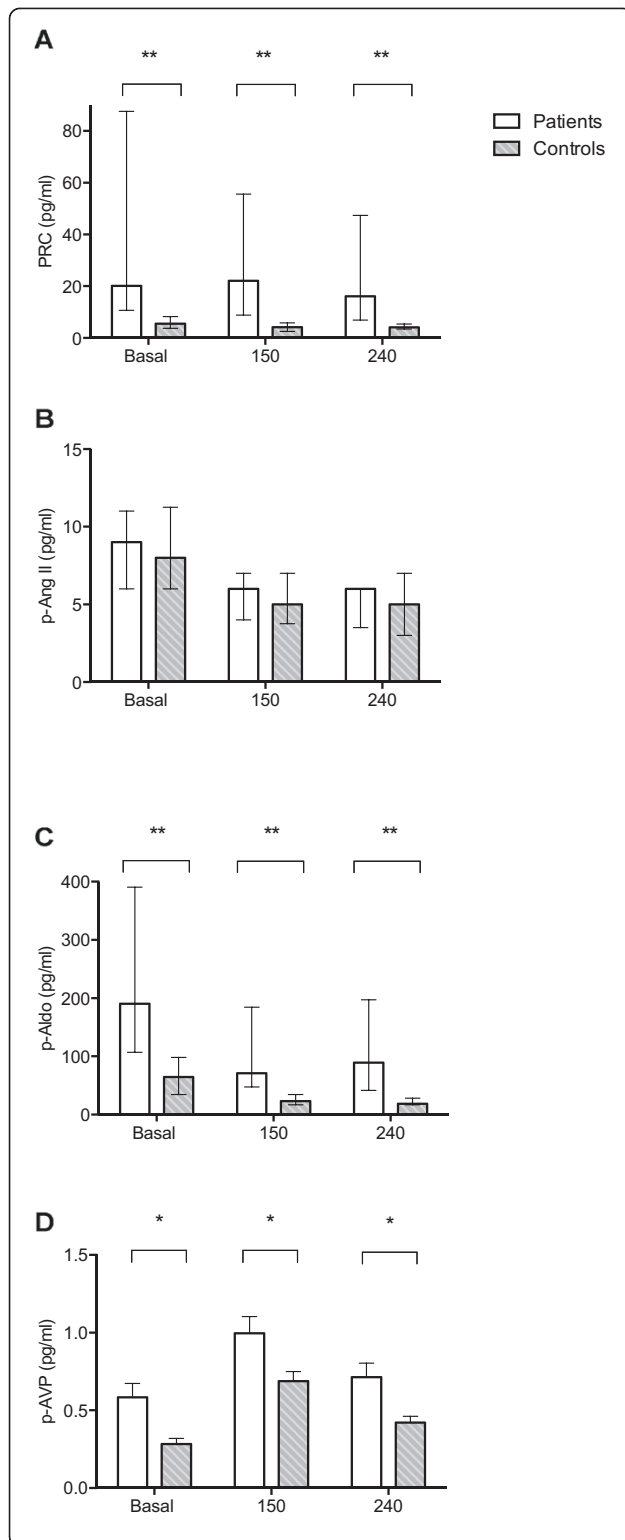 A
** ** **
80
60
40
20
0
PRC (pg/ml)
Basal 150 240
Patients
Controls
B
15
10
5
0
p-Ang II (pg/ml)
Basal 150 240
C
** ** **
400
300
200
100
0
p-Aldo (pg/ml)
Basal 150 240
D
* * *
1.5
1.0
0.5
0.0
p-AVP (pg/ml)
Basal 150 240